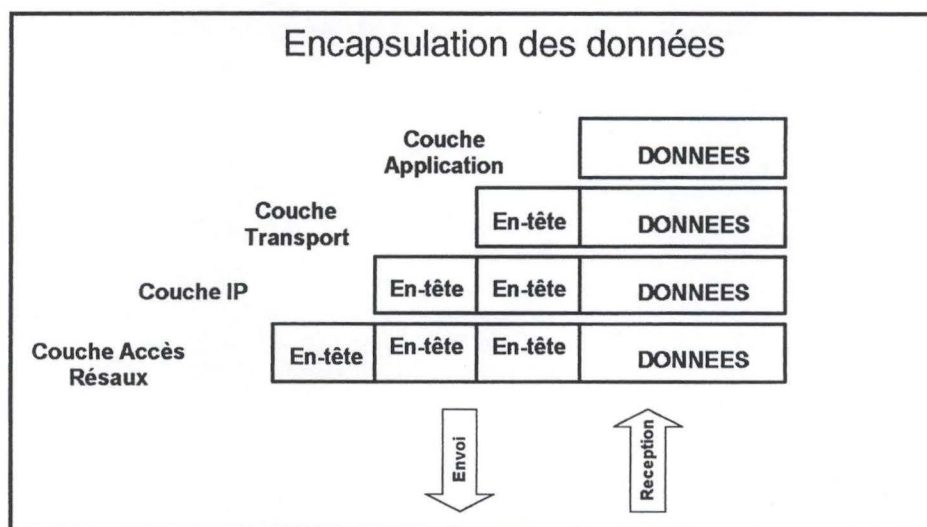 Encapsulation des données
Couche
Application
DONNEES
Couche
Transport
En-tête
DONNEES
Couche IP
En-tête
En-tête
DONNEES
Couche Accès
Résaux
En-tête
En-tête
En-tête
DONNEES
Envoi
Reception